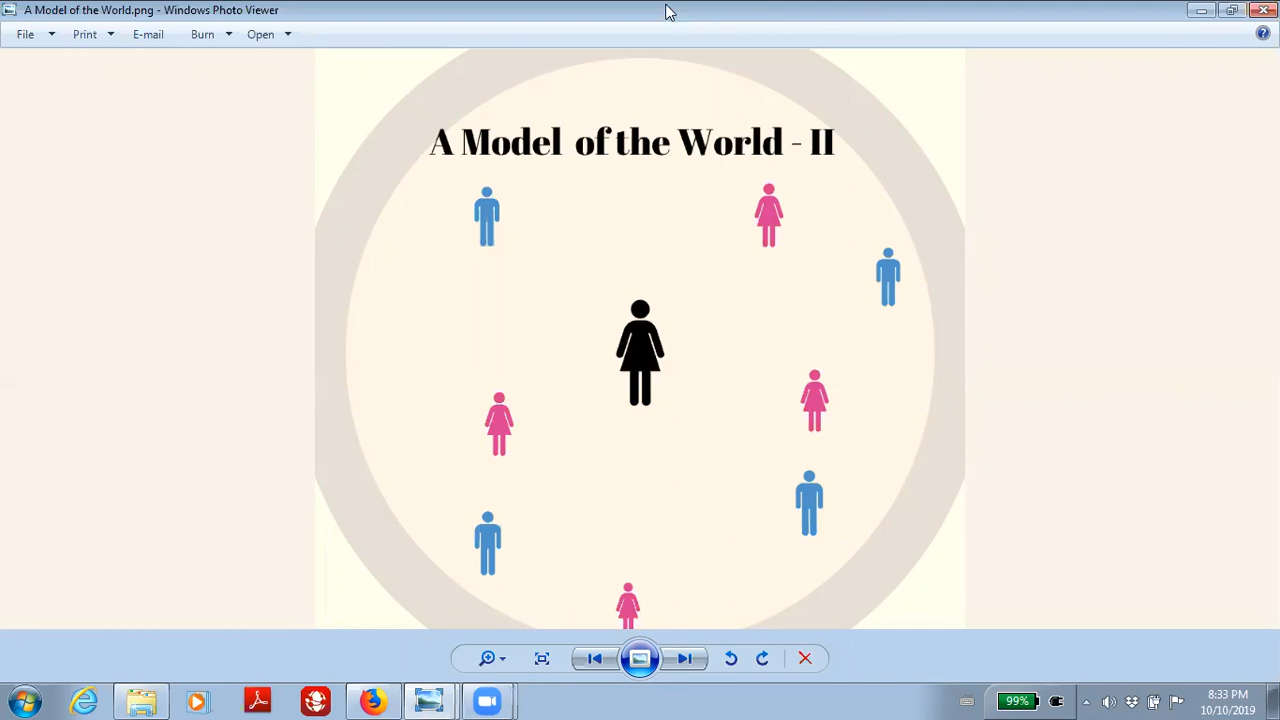 A Model of the World.png - Windows Photo Viewer
File Print E-mail Burn Open
A Model of the World - II
99%
8:33 PM
10/10/2019